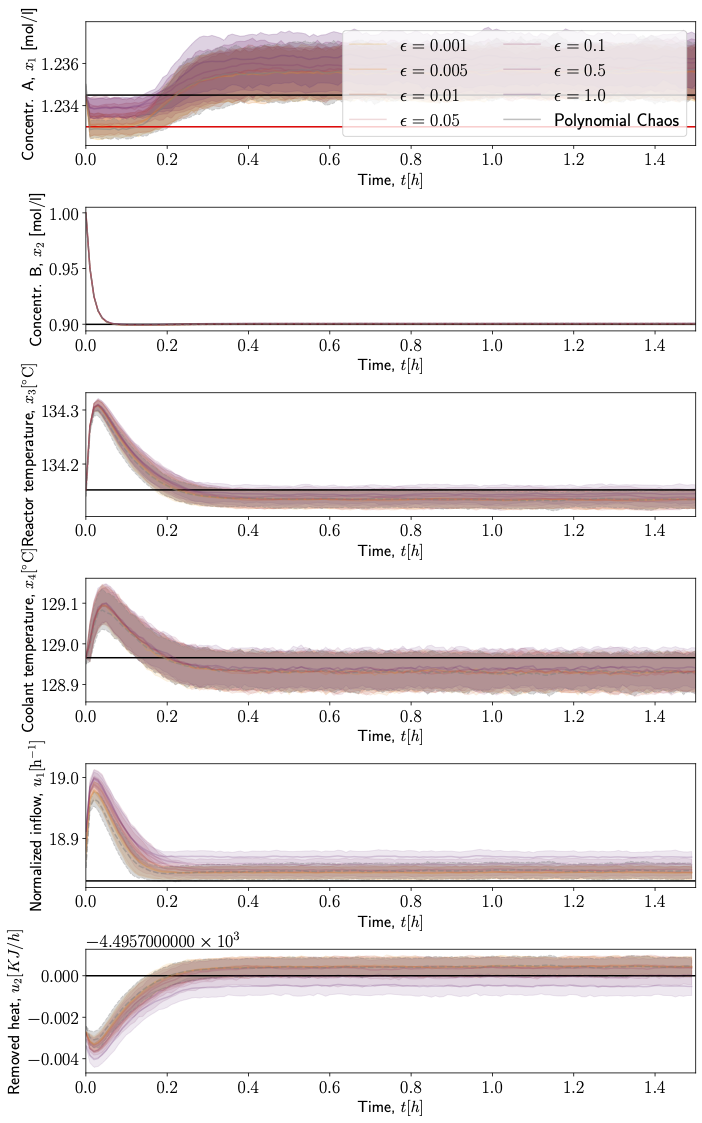 Concentr. A, x₁ [mol/l]
1.236
1.234
ϵ = 0.001
ϵ = 0.005
ϵ = 0.01
ϵ = 0.05
ϵ = 0.1
ϵ = 0.5
ϵ = 1.0
Polynomial Chaos
0.0 0.2 0.4 0.6 0.8 1.0 1.2 1.4
Time, t[h]
Concentr. B, x₂ [mol/l]
1.00
0.95
0.90
0.0 0.2 0.4 0.6 0.8 1.0 1.2 1.4
Time, t[h]
Reactor temperature, x₃[°C]
134.3
134.2
0.0 0.2 0.4 0.6 0.8 1.0 1.2 1.4
Time, t[h]
Coolant temperature, x₄[°C]
129.1
129.0
128.9
0.0 0.2 0.4 0.6 0.8 1.0 1.2 1.4
Time, t[h]
Normalized inflow, u₁[h⁻¹]
19.0
18.9
0.0 0.2 0.4 0.6 0.8 1.0 1.2 1.4
Time, t[h]
Removed heat, u₂[KJ/h]
−4.4957000000 × 10³
0.000
−0.002
−0.004
0.0 0.2 0.4 0.6 0.8 1.0 1.2 1.4
Time, t[h]